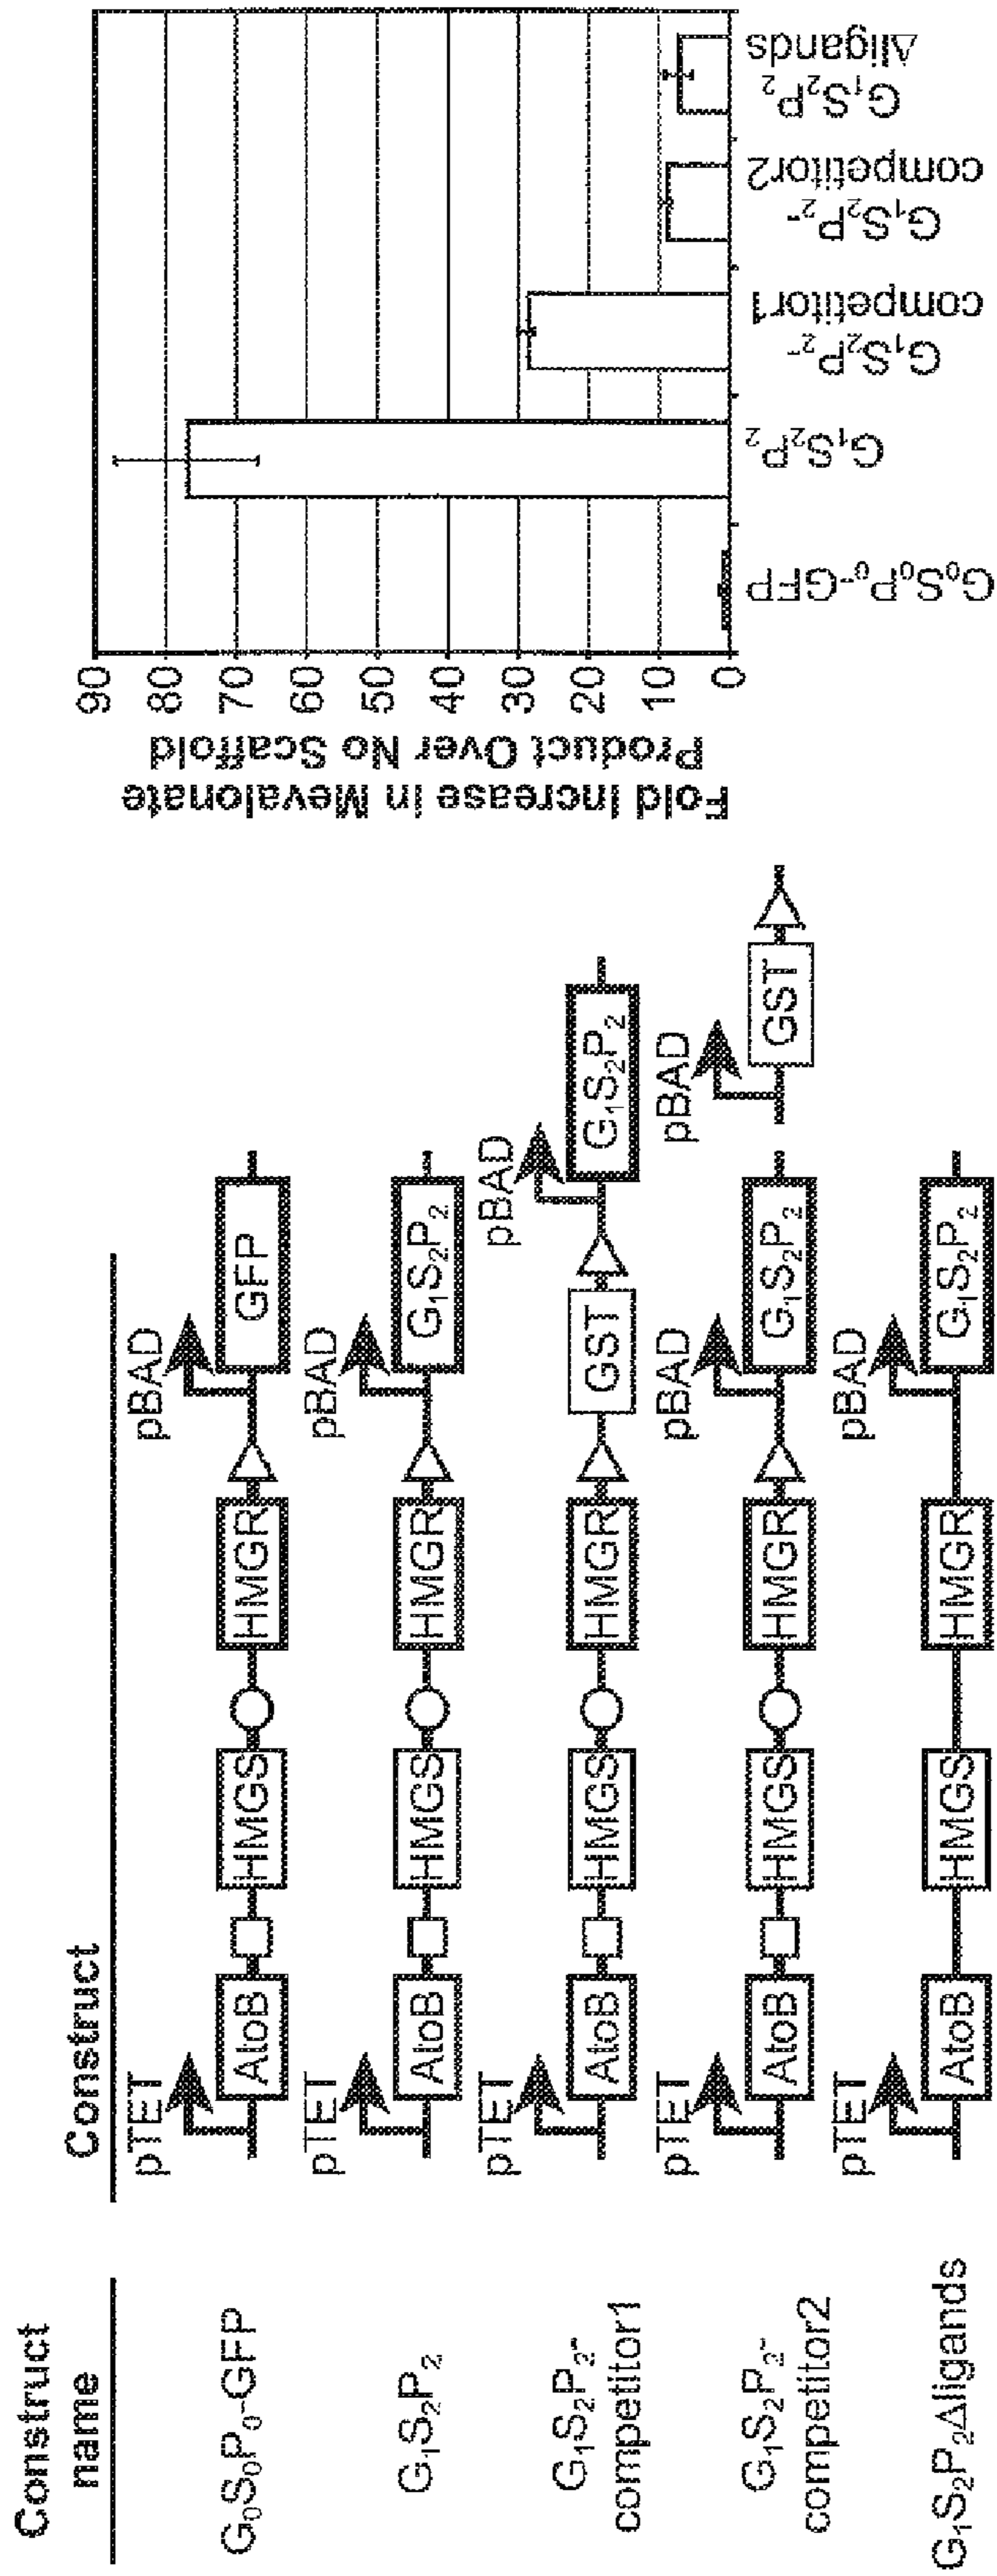 Construct
name
Construct
G₀S₀P₀-GFP
pTET
AtoB
HMGS
HMGR
pBAD
GFP
G₁S₂P₂
pTET
AtoB
HMGS
HMGR
pBAD
G₁S₂P₂
G₁S₂P₂-
competitor1
pTET
AtoB
HMGS
HMGR
GST
pBAD
G₁S₂P₂
G₁S₂P₂-
competitor2
pTET
AtoB
HMGS
HMGR
pBAD
G₁S₂P₂
pBAD
GST
G₁S₂P₂Δligands
pTET
AtoB
HMGS
HMGR
pBAD
G₁S₂P₂
Fold Increase in Mevalonate
Product Over No Scaffold
90
80
70
60
50
40
30
20
10
0
G₀S₀P₀-GFP
G₁S₂P₂
G₁S₂P₂-
competitor1
G₁S₂P₂-
competitor2
G₁S₂P₂
Δligands